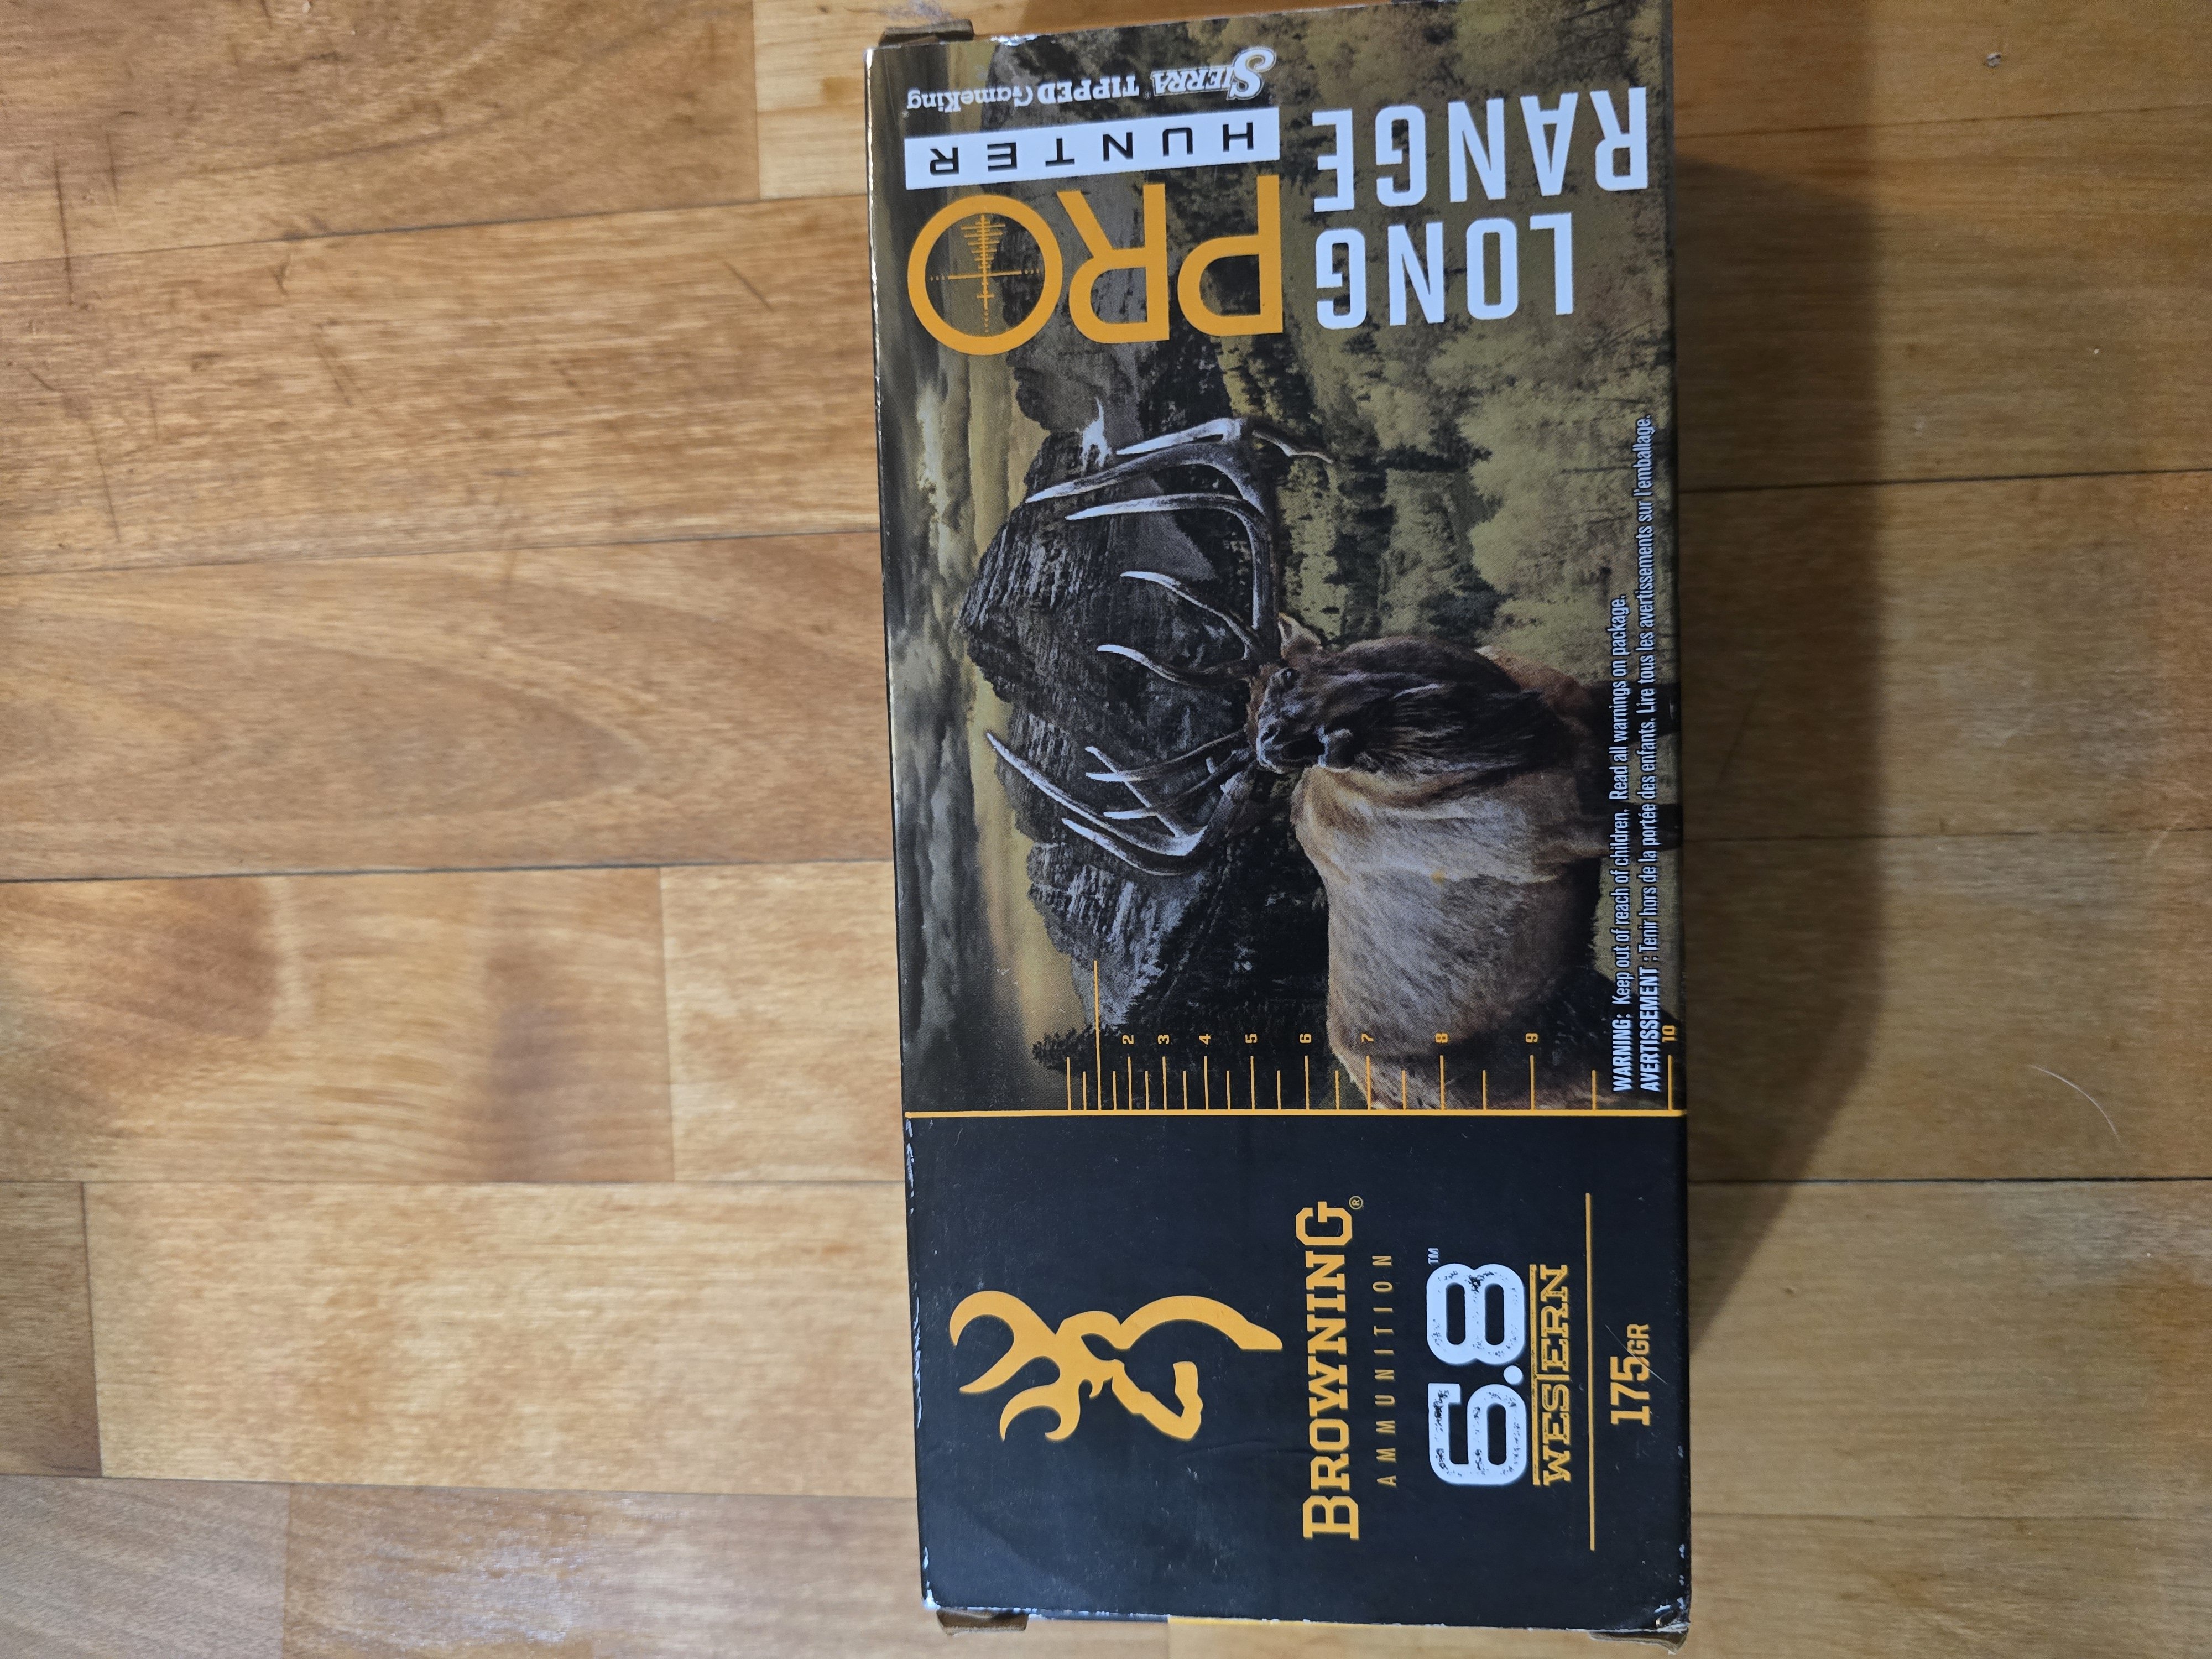 BROWNING®
AMMUNITION
6.8™
WESTERN
175GR
2
3
4
5
6
7
8
9
10
WARNING: Keep out of reach of children. Read all warnings on package.
AVERTISSEMENT : Tenir hors de la portée des enfants. Lire tous les avertissements sur l'emballage.
LONG
RANGE
PRO
HUNTER
SIERRA TIPPED GameKing